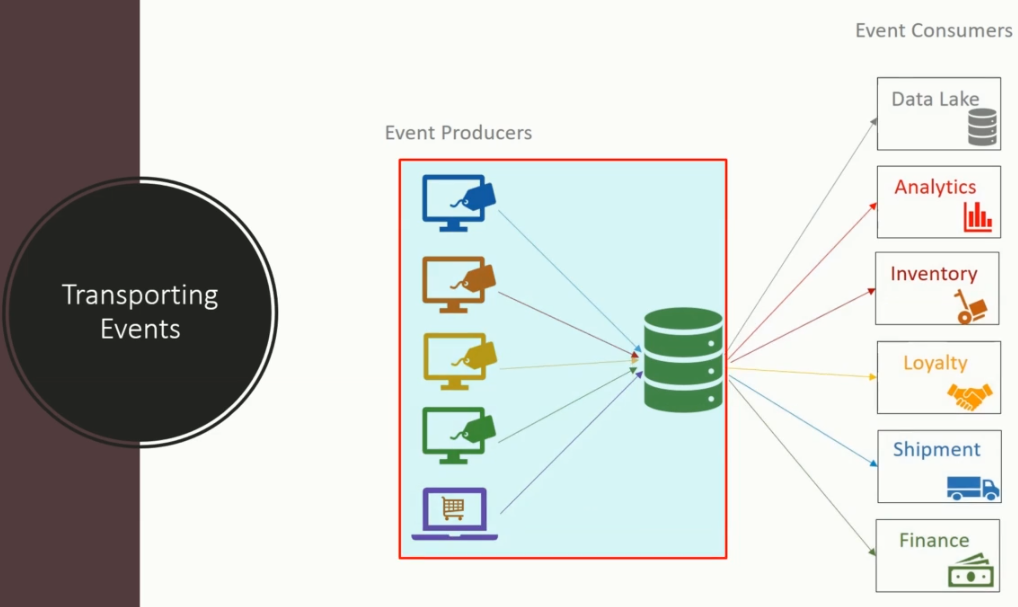 Transporting
Events
Event Producers
Event Consumers
Data Lake
Analytics
Inventory
Loyalty
Shipment
Finance